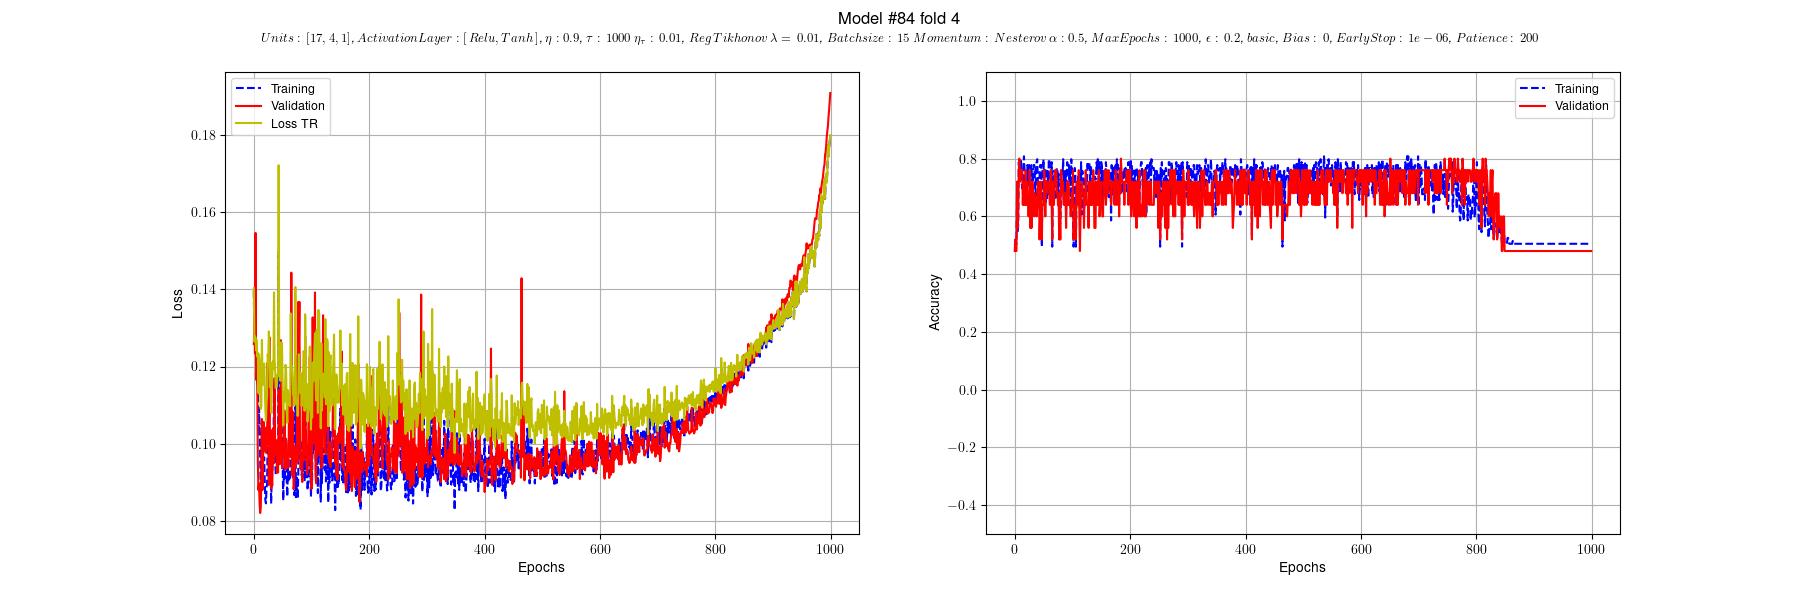 Model #84 fold 4
Units : [17, 4, 1], ActivationLayer : [ Relu, Tanh ], η : 0.9, τ : 1000 η_τ : 0.01, Reg Tikhonov λ = 0.01, Batchsize : 15 Momentum : Nesterov α : 0.5, MaxEpochs : 1000, ϵ : 0.2, basic, Bias : 0, EarlyStop : 1e − 06, Patience : 200
Training
Validation
Loss TR
0.18
0.16
0.14
0.12
0.10
0.08
Loss
0 200 400 600 800 1000
Epochs
Training
Validation
1.0
0.8
0.6
0.4
0.2
0.0
−0.2
−0.4
Accuracy
0 200 400 600 800 1000
Epochs